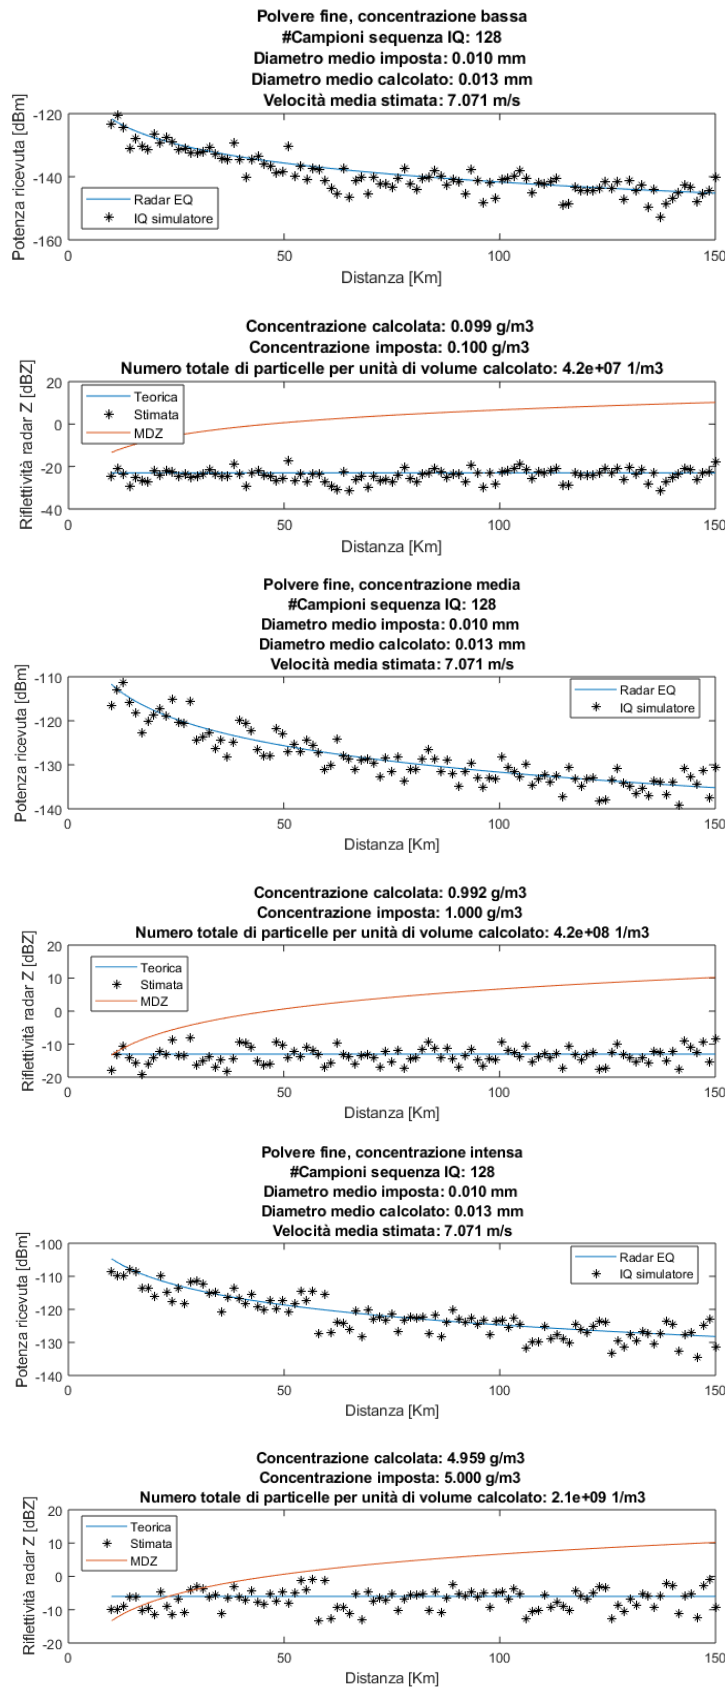 Polvere fine, concentrazione bassa
#Campioni sequenza IQ: 128
Diametro medio imposta: 0.010 mm
Diametro medio calcolato: 0.013 mm
Velocità media stimata: 7.071 m/s
Potenza ricevuta [dBm]
-120
-140
-160
Radar EQ
IQ simulatore
0
50
100
150
Distanza [Km]
Concentrazione calcolata: 0.099 g/m3
Concentrazione imposta: 0.100 g/m3
Numero totale di particelle per unità di volume calcolato: 4.2e+07 1/m3
Riflettività radar Z [dBZ]
20
0
-20
-40
Teorica
Stimata
MDZ
0
50
100
150
Distanza [Km]
Polvere fine, concentrazione media
#Campioni sequenza IQ: 128
Diametro medio imposta: 0.010 mm
Diametro medio calcolato: 0.013 mm
Velocità media stimata: 7.071 m/s
Potenza ricevuta [dBm]
-110
-120
-130
-140
Radar EQ
IQ simulatore
0
50
100
150
Distanza [Km]
Concentrazione calcolata: 0.992 g/m3
Concentrazione imposta: 1.000 g/m3
Numero totale di particelle per unità di volume calcolato: 4.2e+08 1/m3
Riflettività radar Z [dBZ]
20
10
0
-10
-20
Teorica
Stimata
MDZ
0
50
100
150
Distanza [Km]
Polvere fine, concentrazione intensa
#Campioni sequenza IQ: 128
Diametro medio imposta: 0.010 mm
Diametro medio calcolato: 0.013 mm
Velocità media stimata: 7.071 m/s
Potenza ricevuta [dBm]
-100
-110
-120
-130
-140
Radar EQ
IQ simulatore
0
50
100
150
Distanza [Km]
Concentrazione calcolata: 4.959 g/m3
Concentrazione imposta: 5.000 g/m3
Numero totale di particelle per unità di volume calcolato: 2.1e+09 1/m3
Riflettività radar Z [dBZ]
20
10
0
-10
-20
Teorica
Stimata
MDZ
0
50
100
150
Distanza [Km]